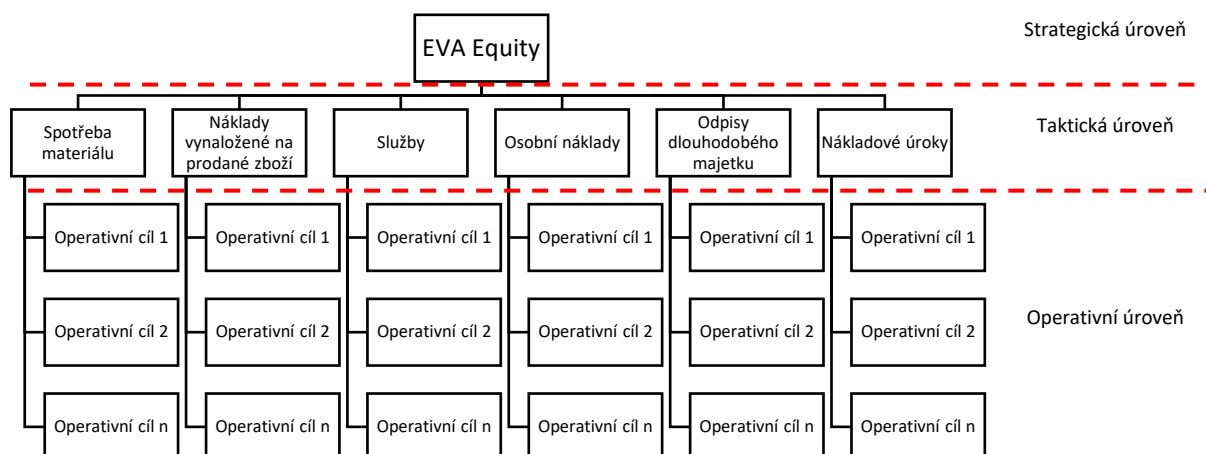 Strategická úroveň
EVA Equity
Spotřeba
materiálu
Náklady
vynaložené na
prodané zboží
Služby
Osobní náklady
Odpisy
dlouhodobého
majetku
Nákladové úroky
Taktická úroveň
Operativní cíl 1
Operativní cíl 1
Operativní cíl 1
Operativní cíl 1
Operativní cíl 1
Operativní cíl 1
Operativní cíl 2
Operativní cíl 2
Operativní cíl 2
Operativní cíl 2
Operativní cíl 2
Operativní cíl 2
Operativní úroveň
Operativní cíl n
Operativní cíl n
Operativní cíl n
Operativní cíl n
Operativní cíl n
Operativní cíl n